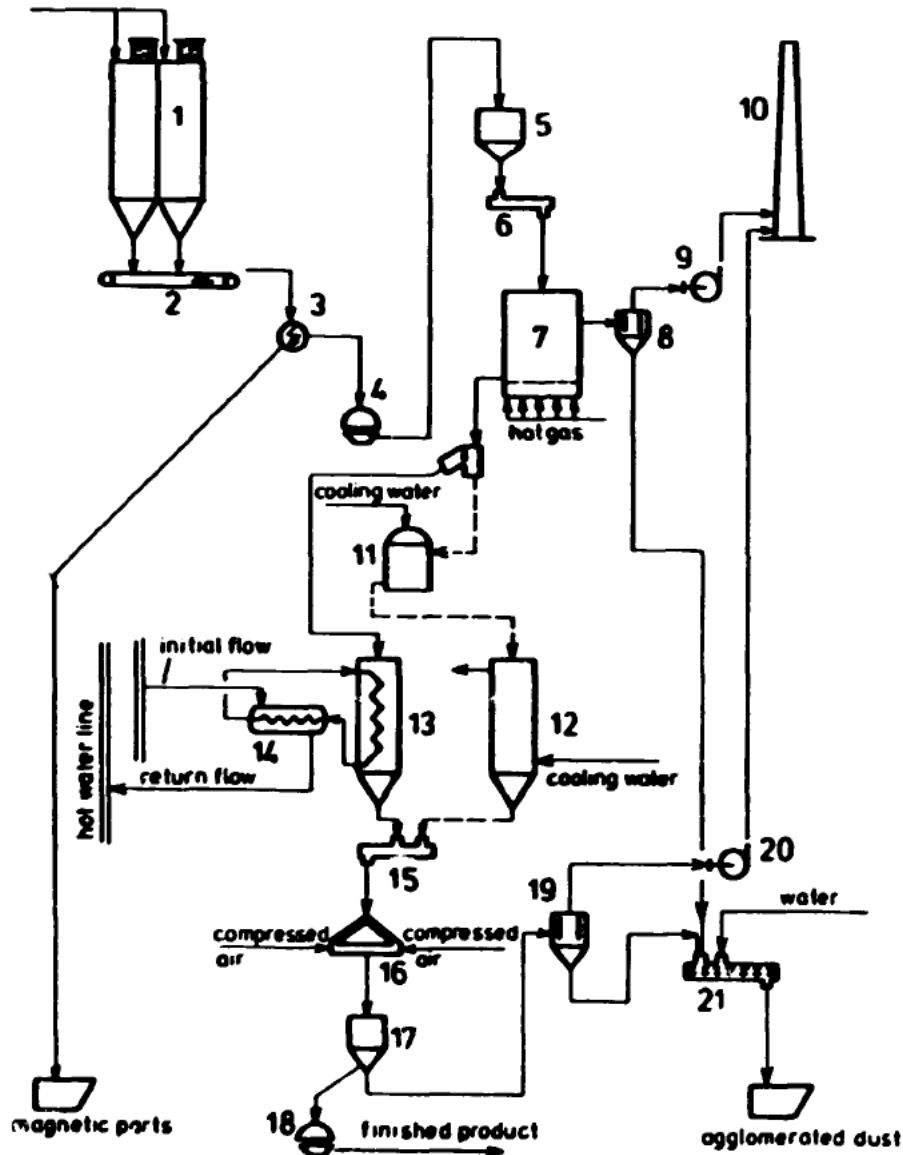 1
2
3
4
5
6
7
8
9
10
hot gas
cooling water
11
initial flow
13
12
14
hot water line
return flow
cooling water
15
20
19
water
compressed air
compressed air
16
21
17
18
magnetic parts
finished product
agglomerated dust